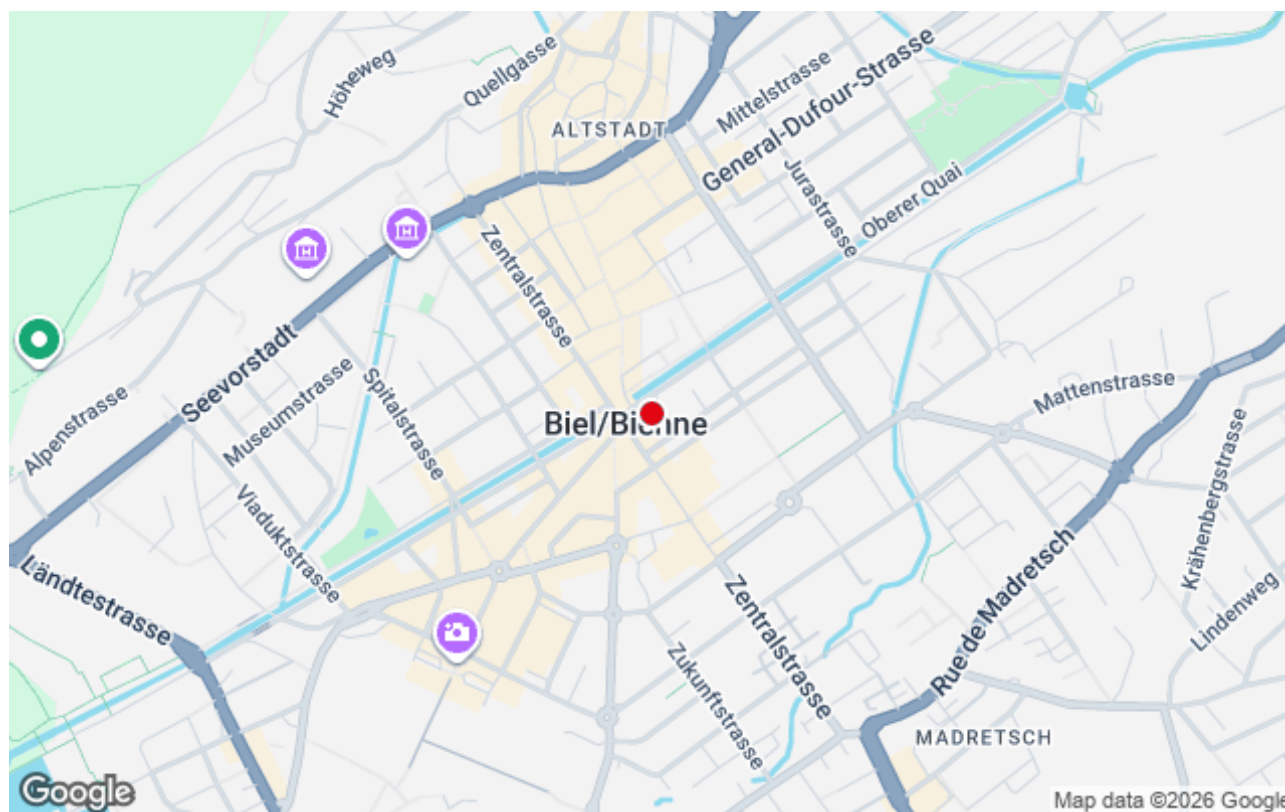 Höheweg
Quellgasse
ALTSTADT
Mittelstrasse
General-Dufour-Strasse
Jurastrasse
Oberer Quai
Zentralstrasse
Seevorstadt
Museumstrasse
Spitalstrasse
Alpenstrasse
Biel/Bienne
Mattenstrasse
Krähenbergstrasse
Viaduktstrasse
Ländtestrasse
Zentralstrasse
Rue de Madretsch
Lindenweg
Zukunftstrasse
MADRETSCH
Google
Map data ©2026 Google